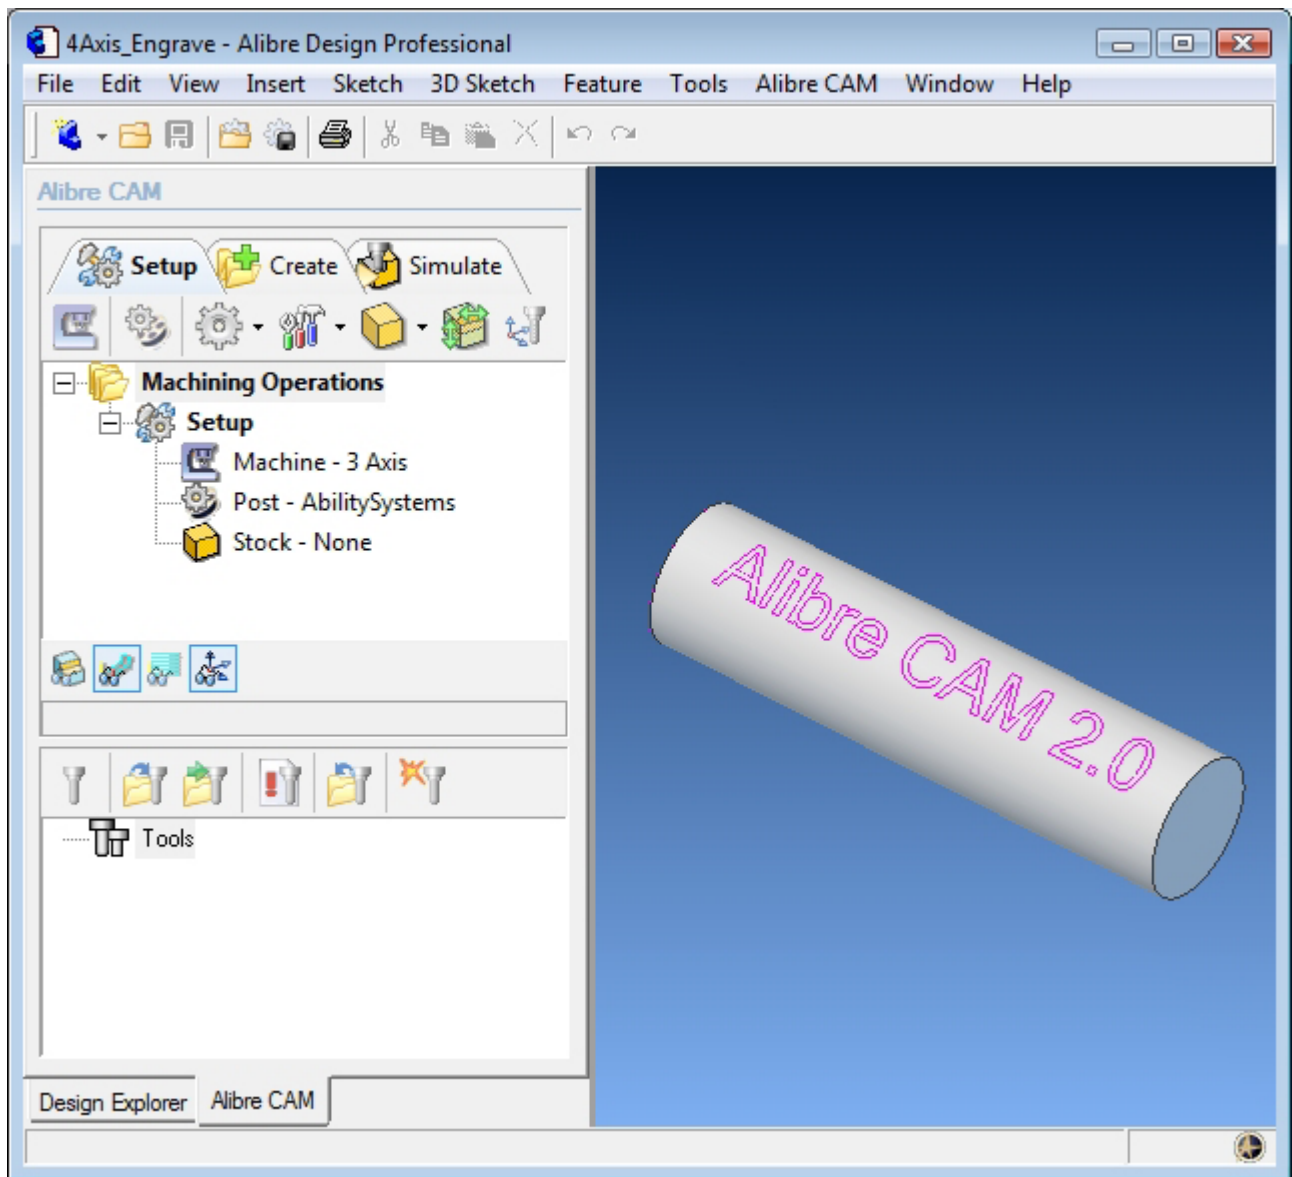 4Axis_Engrave - Alibre Design Professional
File Edit View Insert Sketch 3D Sketch Feature Tools Alibre CAM Window Help
Alibre CAM
Setup Create Simulate
Machining Operations
Setup
Machine - 3 Axis
Post - AbilitySystems
Stock - None
Tools
Design Explorer Alibre CAM
Alibre CAM 2.0